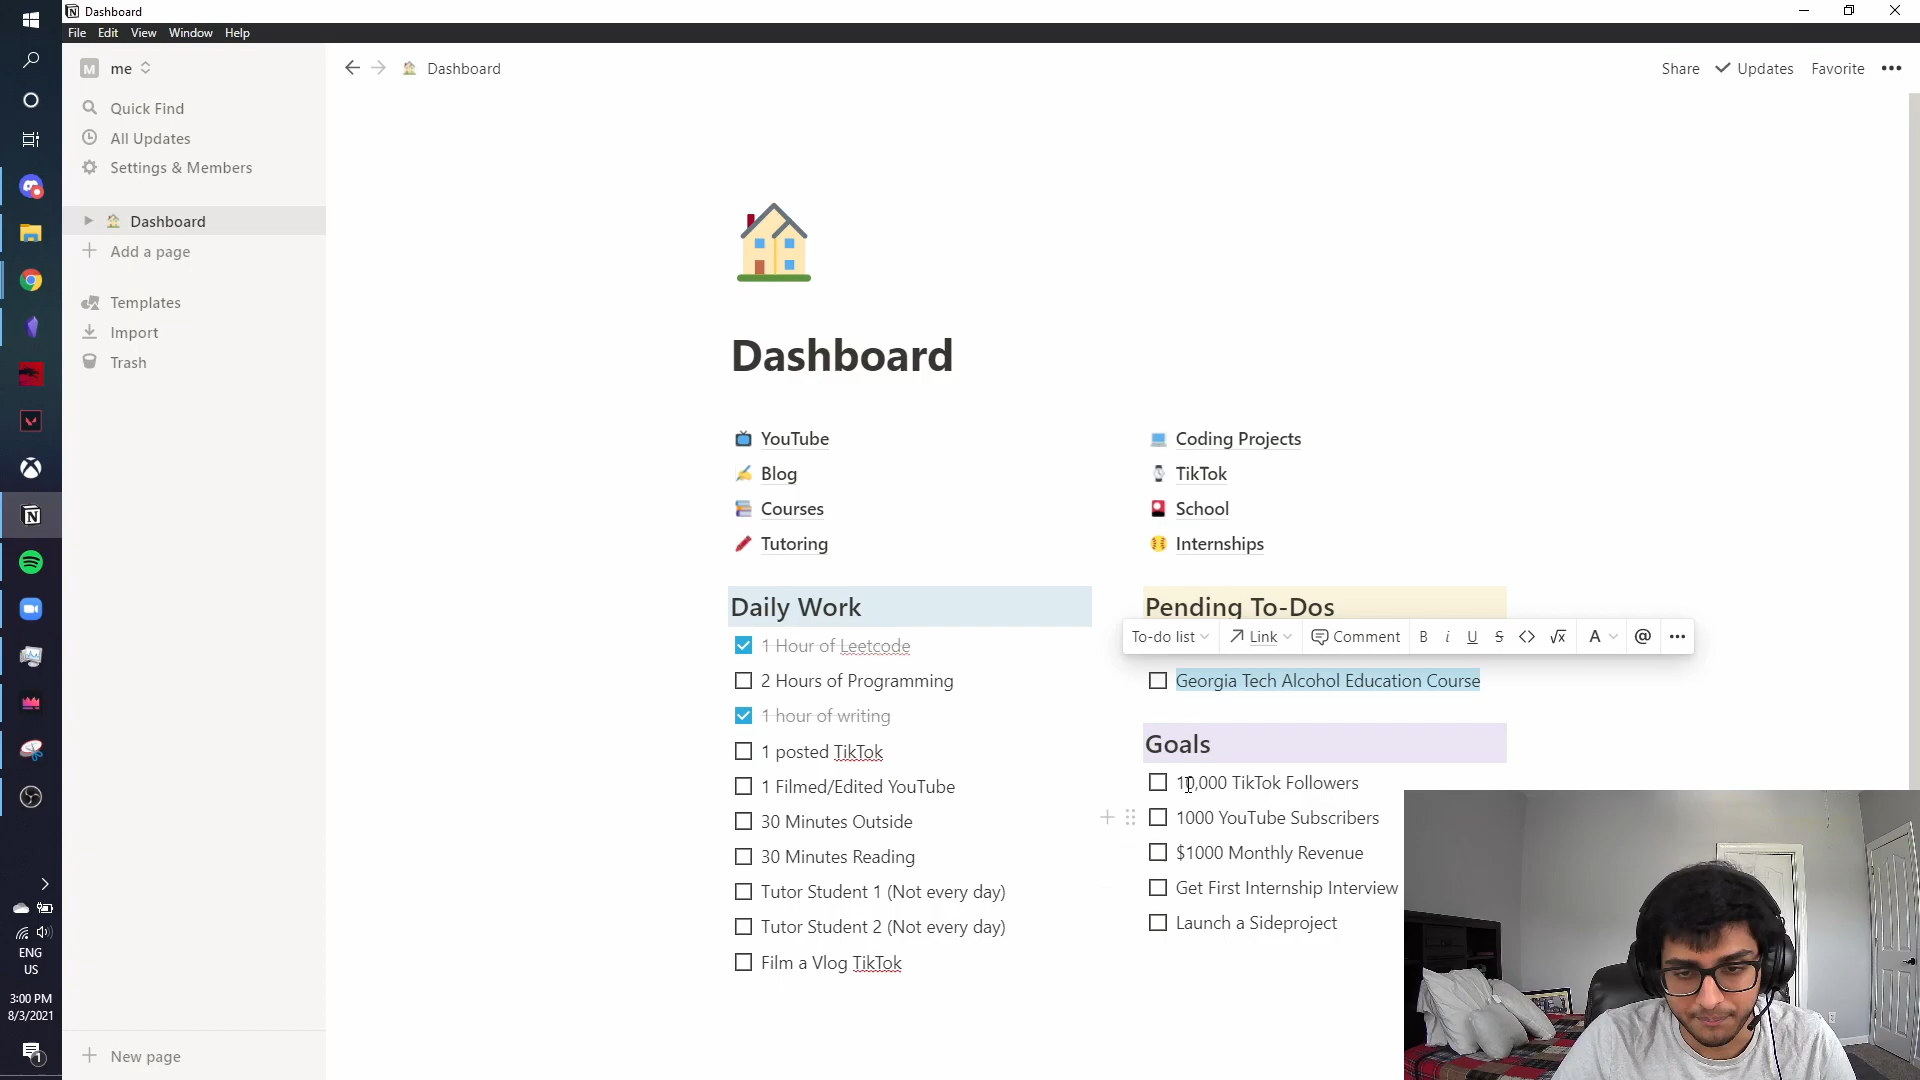 Dashboard
File Edit View Window Help
M me
Dashboard
Share Updates Favorite
Quick Find
All Updates
Settings & Members
Dashboard
Add a page
Templates
Import
Trash
Dashboard
YouTube
Blog
Courses
Tutoring
Coding Projects
TikTok
School
Internships
Daily Work
1 Hour of Leetcode
2 Hours of Programming
1 hour of writing
1 posted TikTok
1 Filmed/Edited YouTube
30 Minutes Outside
30 Minutes Reading
Tutor Student 1 (Not every day)
Tutor Student 2 (Not every day)
Film a Vlog TikTok
Pending To-Dos
To-do list Link Comment B i U S <> √x A @ •••
Georgia Tech Alcohol Education Course
Goals
10,000 TikTok Followers
1000 YouTube Subscribers
$1000 Monthly Revenue
Get First Internship Interview
Launch a Sideproject
New page
ENG
US
3:00 PM
8/3/2021
1